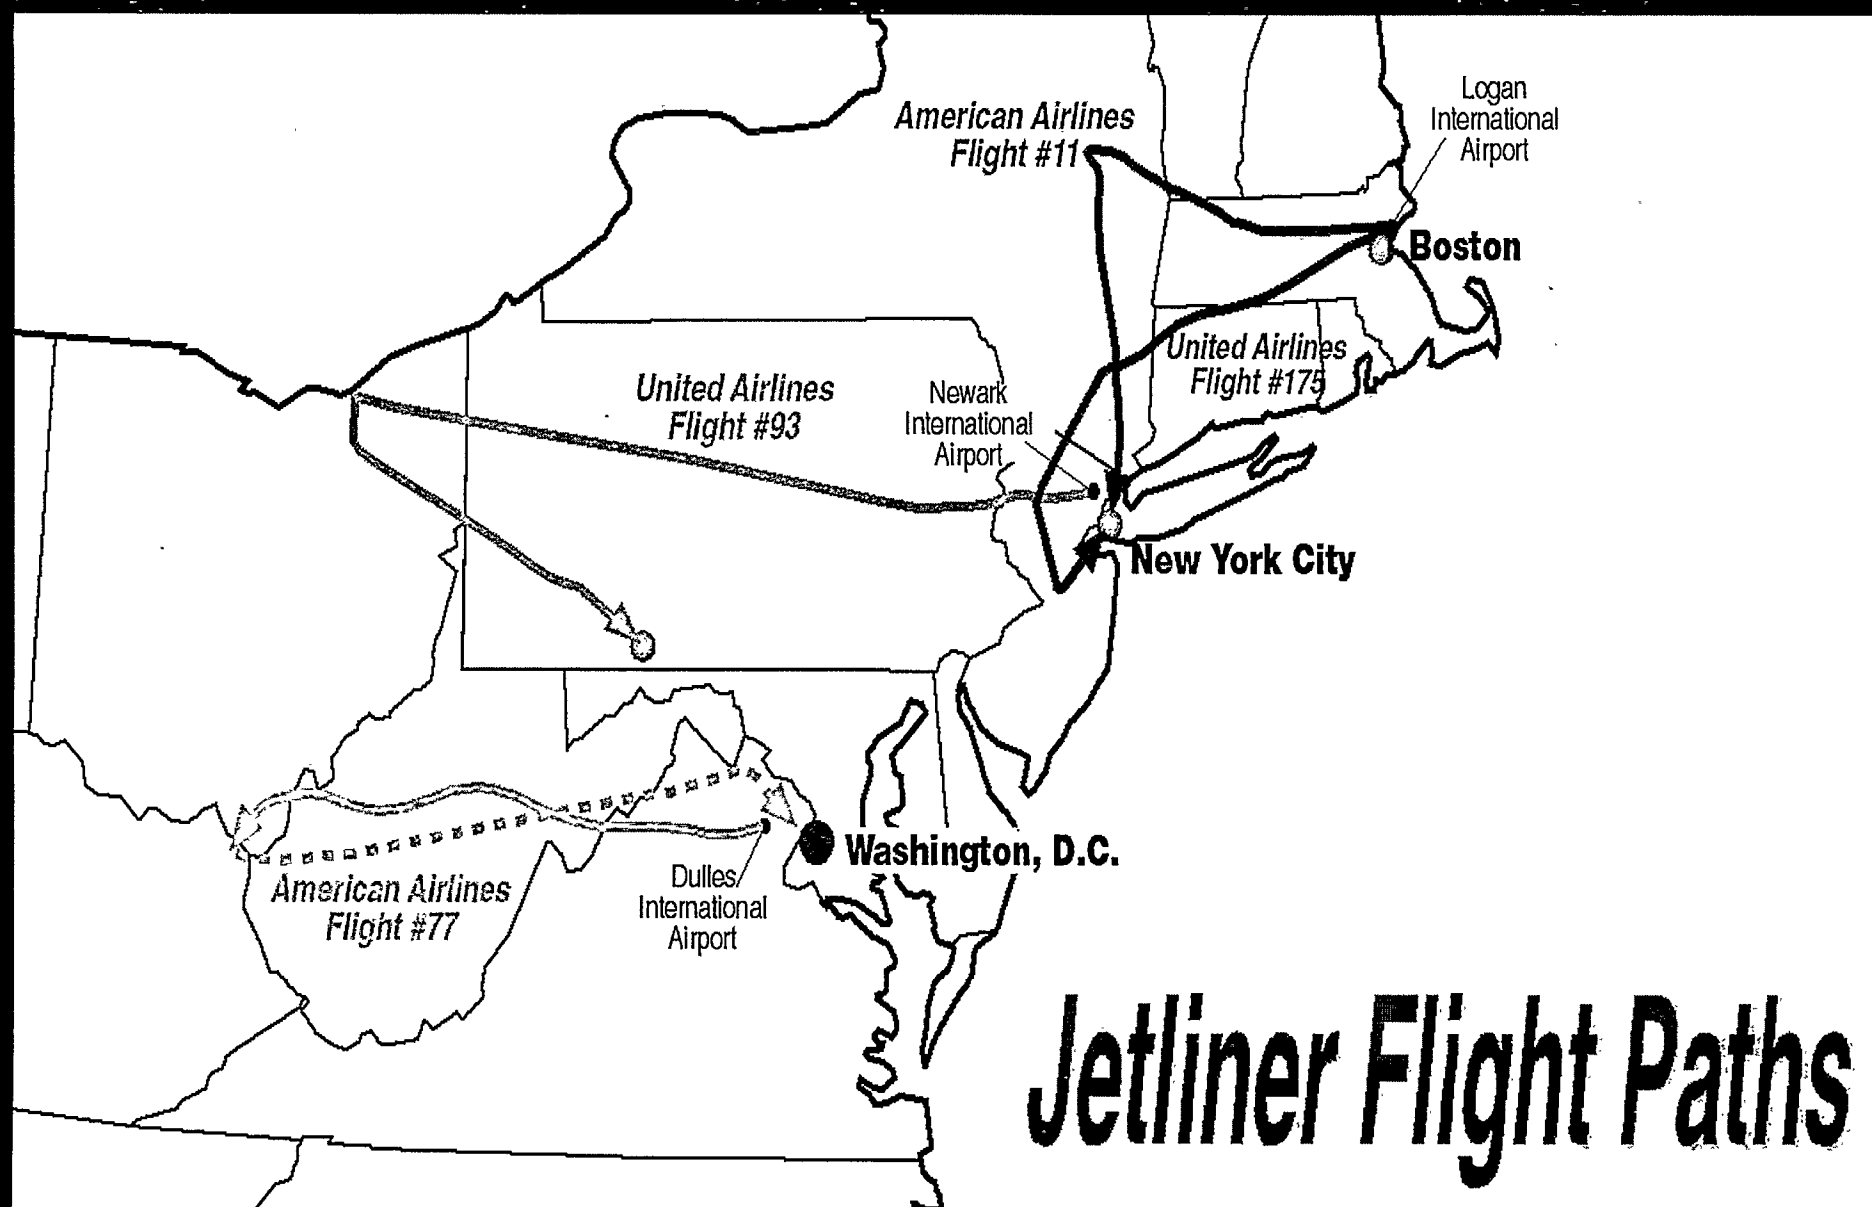 American Airlines
Flight #11
Logan
International
Airport
Boston
United Airlines
Flight #175
United Airlines
Flight #93
Newark
International
Airport
New York City
Washington, D.C.
Dulles
International
Airport
American Airlines
Flight #77
Jetliner Flight Paths